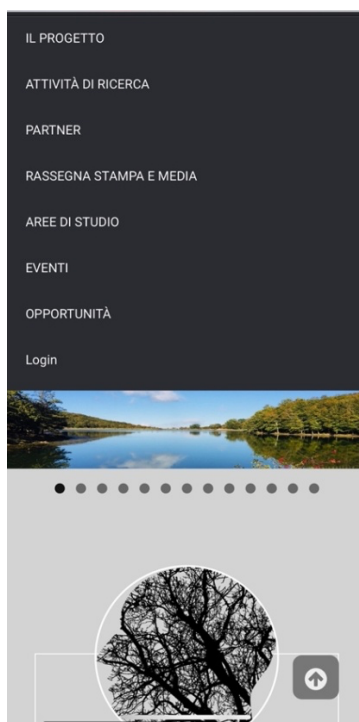 IL PROGETTO
ATTIVITÀ DI RICERCA
PARTNER
RASSEGNA STAMPA E MEDIA
AREE DI STUDIO
EVENTI
OPPORTUNITÀ
Login